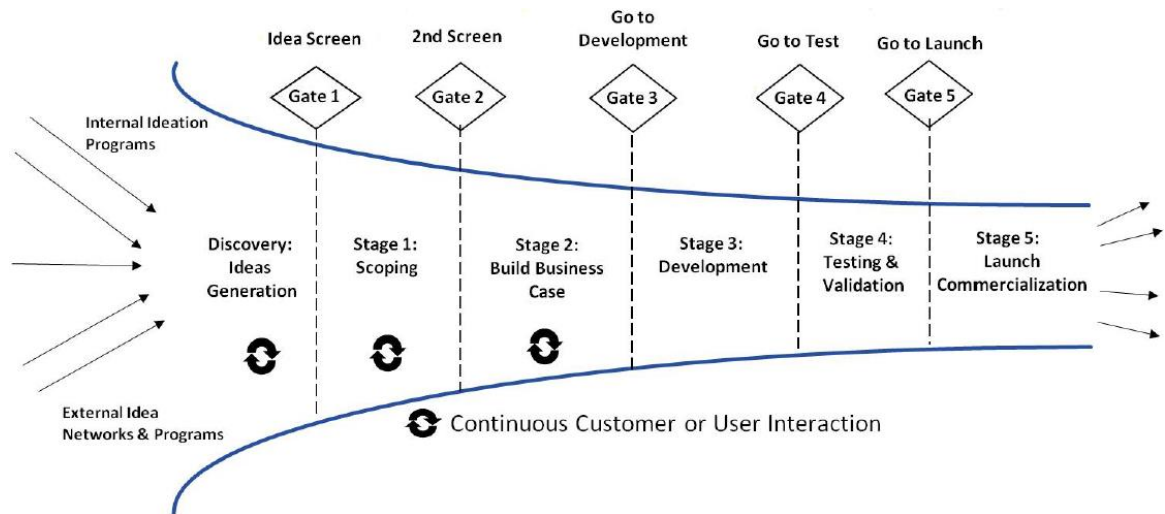 Idea Screen
2nd Screen
Go to
Development
Go to Test
Go to Launch
Gate 1
Gate 2
Gate 3
Gate 4
Gate 5
Internal Ideation
Programs
Discovery:
Ideas
Generation
Stage 1:
Scoping
Stage 2:
Build Business
Case
Stage 3:
Development
Stage 4:
Testing &
Validation
Stage 5:
Launch
Commercialization
External Idea
Networks & Programs
Continuous Customer or User Interaction